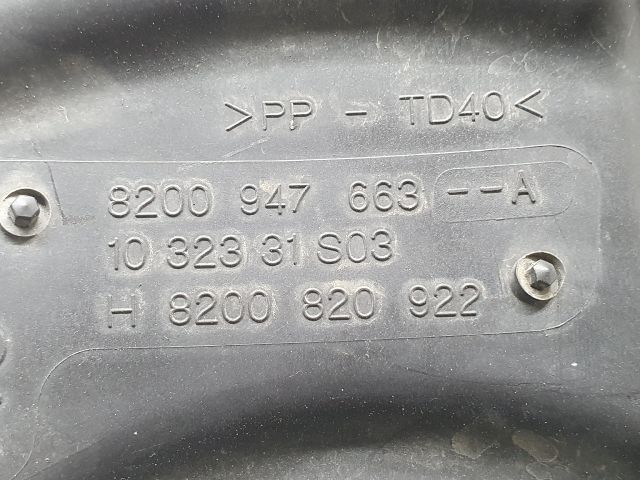 >PP - TD40<
8200 947 663 --A
10 323 31 S03
H 8200 820 922